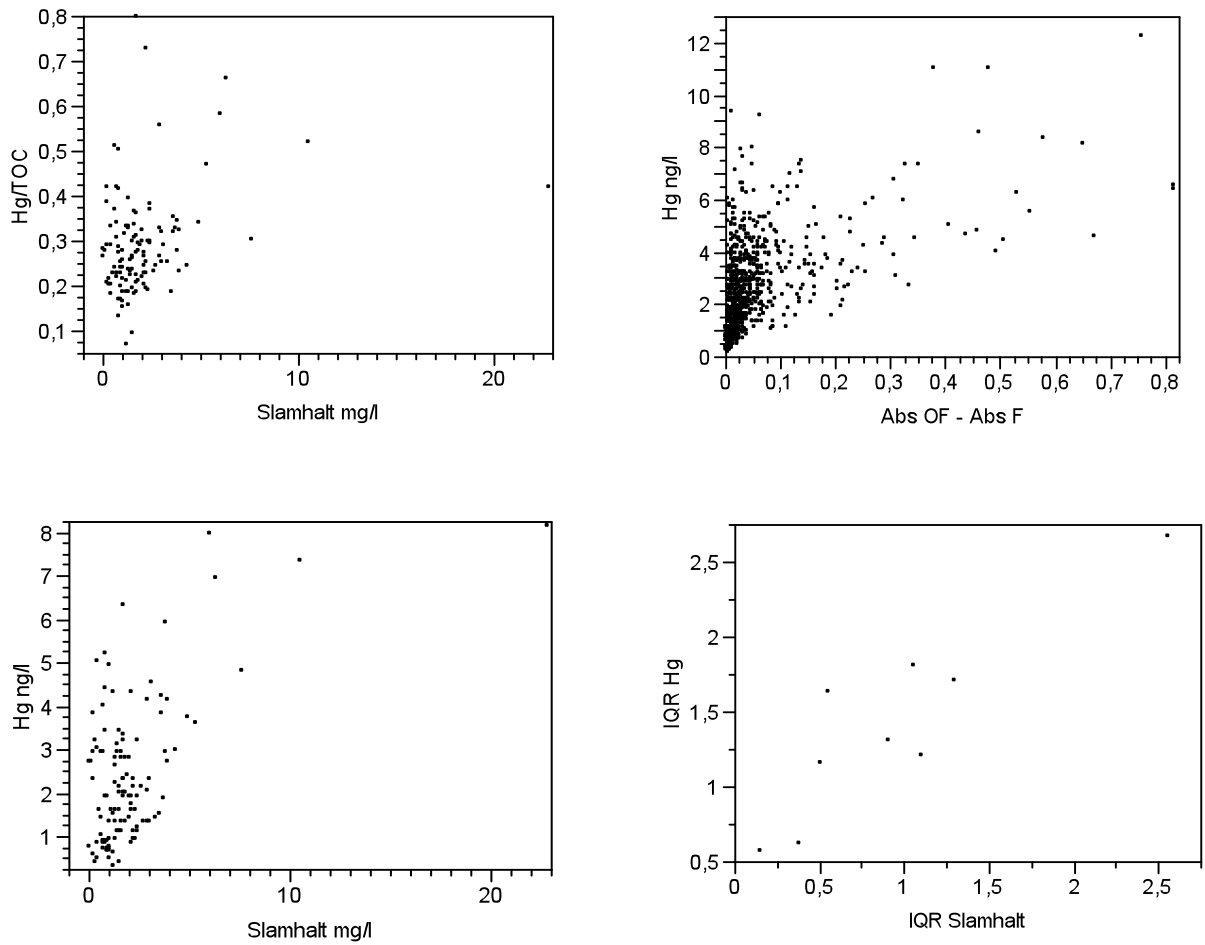 0,8
0,7
0,6
0,5
0,4
0,3
0,2
0,1
Hg/TOC
0 10 20
Slamhalt mg/l
12
10
8
6
4
2
0
Hg ng/l
0 0,1 0,2 0,3 0,4 0,5 0,6 0,7 0,8
Abs OF - Abs F
8
7
6
5
4
3
2
1
Hg ng/l
0 10 20
Slamhalt mg/l
2,5
2
1,5
1
0,5
IQR Hg
0 0,5 1 1,5 2 2,5
IQR Slamhalt